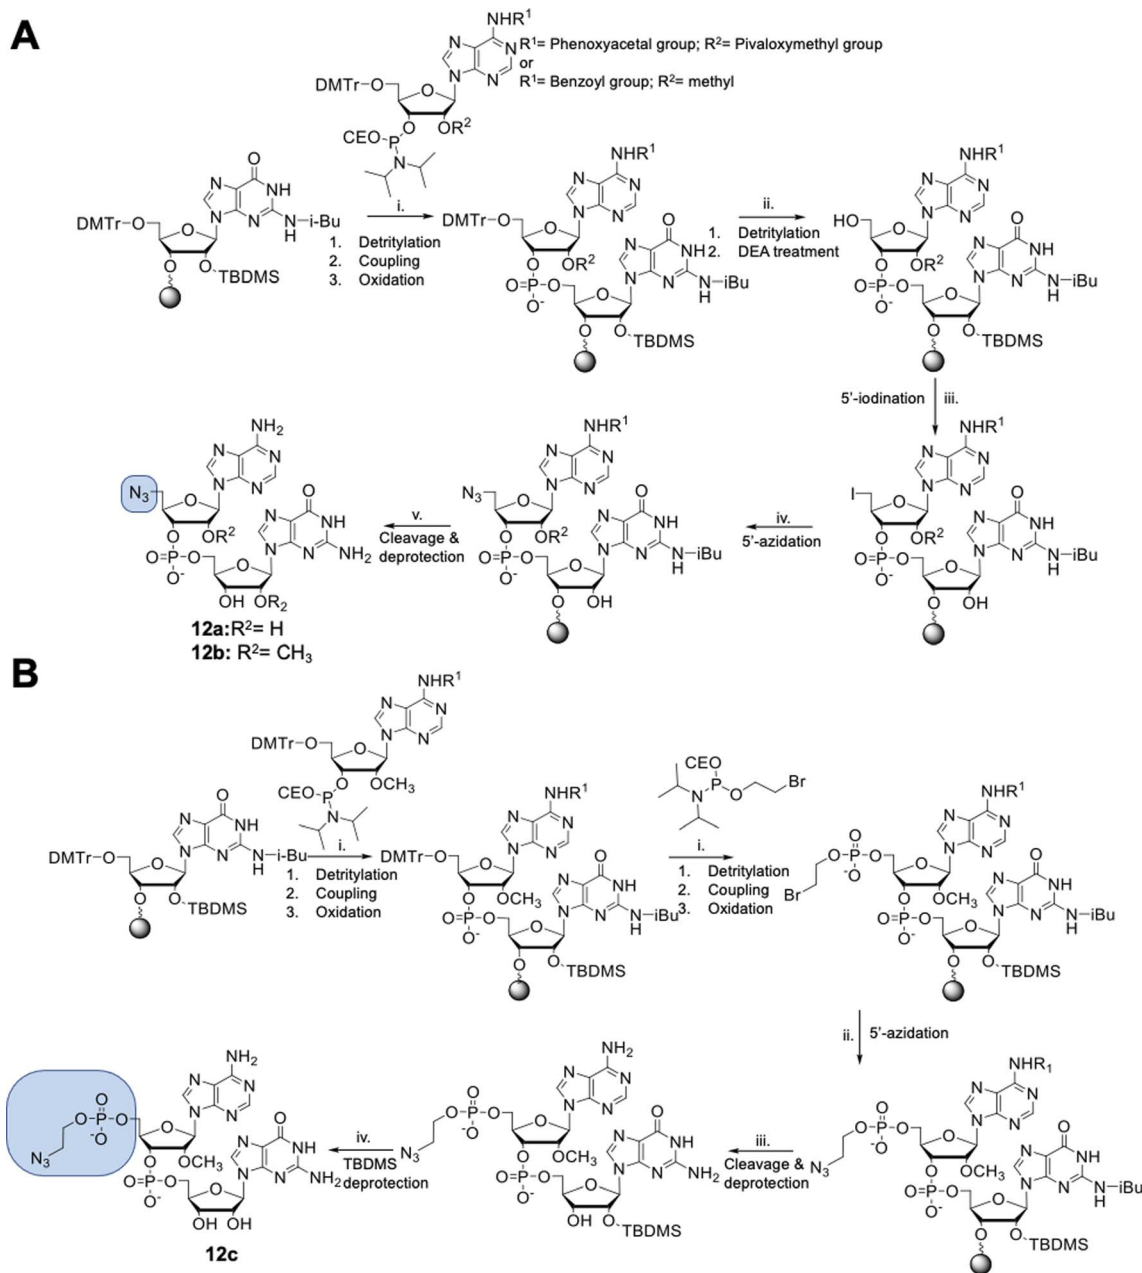 A
NHR¹
N N
R¹= Phenoxyacetal group; R²= Pivaloxymethyl group
or
N N
R¹= Benzoyl group; R²= methyl
DMTr–O
O
O OR²
CEO P
N
O
N NH
DMTr–O N N N i-Bu
H
O
O TBDMS
i.
1. Detritylation
2. Coupling
3. Oxidation
NHR¹
N N
DMTr–O N N
O
O OR²
O=P–O
O-
O
N NH
N N N iBu
H
O
O TBDMS
ii.
1. Detritylation
2. DEA treatment
NHR¹
N N
HO N N
O
O OR²
O=P–O
O-
O
N NH
N N N iBu
H
O
O TBDMS
5'-iodination iii.
NHR¹
N N
I N N
O
O OR²
O=P–O
O-
O
N NH
N N N iBu
H
O
O OH
iv.
5'-azidation
NHR¹
N N
N₃ N N
O
O OR²
O=P–O
O-
O
N NH
N N N iBu
H
O
O OH
v.
Cleavage &
deprotection
NH₂
N N
N₃ N N
O
O OR²
O=P–O
O-
O
N NH
N N NH₂
O
OH OR₂
12a:R²= H
12b: R²= CH₃
B
NHR¹
N N
DMTr–O N N
O
O OCH₃
CEO P
N
O
N NH
DMTr–O N N N i-Bu
H
O
O TBDMS
i.
1. Detritylation
2. Coupling
3. Oxidation
NHR¹
N N
DMTr–O N N
O
O OCH₃
O=P–O
O-
O
N NH
N N N iBu
H
O
O TBDMS
CEO
N P O Br
i.
1. Detritylation
2. Coupling
3. Oxidation
NHR¹
N N
O
O P O N N
O-
Br
O
O OCH₃
O=P–O
O-
O
N NH
N N N iBu
H
O
O TBDMS
ii. 5'-azidation
NHR₁
N N
O
O P O N N
O-
N₃
O
O OCH₃
O=P–O
O-
O
N NH
N N N iBu
H
O
O TBDMS
iii.
Cleavage &
deprotection
NH₂
N N
O
O P O N N
O-
N₃
O
O OCH₃
O=P–O
O-
O
N NH
N N NH₂
O
OH O TBDMS
iv.
TBDMS
deprotection
NH₂
N N
O
O P O N N
O-
N₃
O
O OCH₃
O=P–O
O-
O
N NH
N N NH₂
O
OH OH
12c